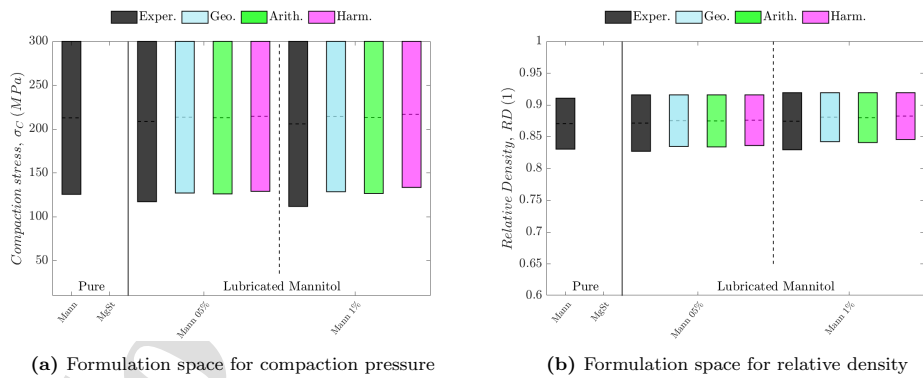 Exper. Geo. Arith. Harm.
300
250
200
150
100
50
Compaction stress, σ_C (MPa)
Pure
Lubricated Mannitol
Mann
MgSt
Mann 05%
Mann 1%
(a) Formulation space for compaction pressure
Exper. Geo. Arith. Harm.
1
0.95
0.9
0.85
0.8
0.75
0.7
0.65
0.6
Relative Density, RD (1)
Pure
Lubricated Mannitol
Mann
MgSt
Mann 05%
Mann 1%
(b) Formulation space for relative density